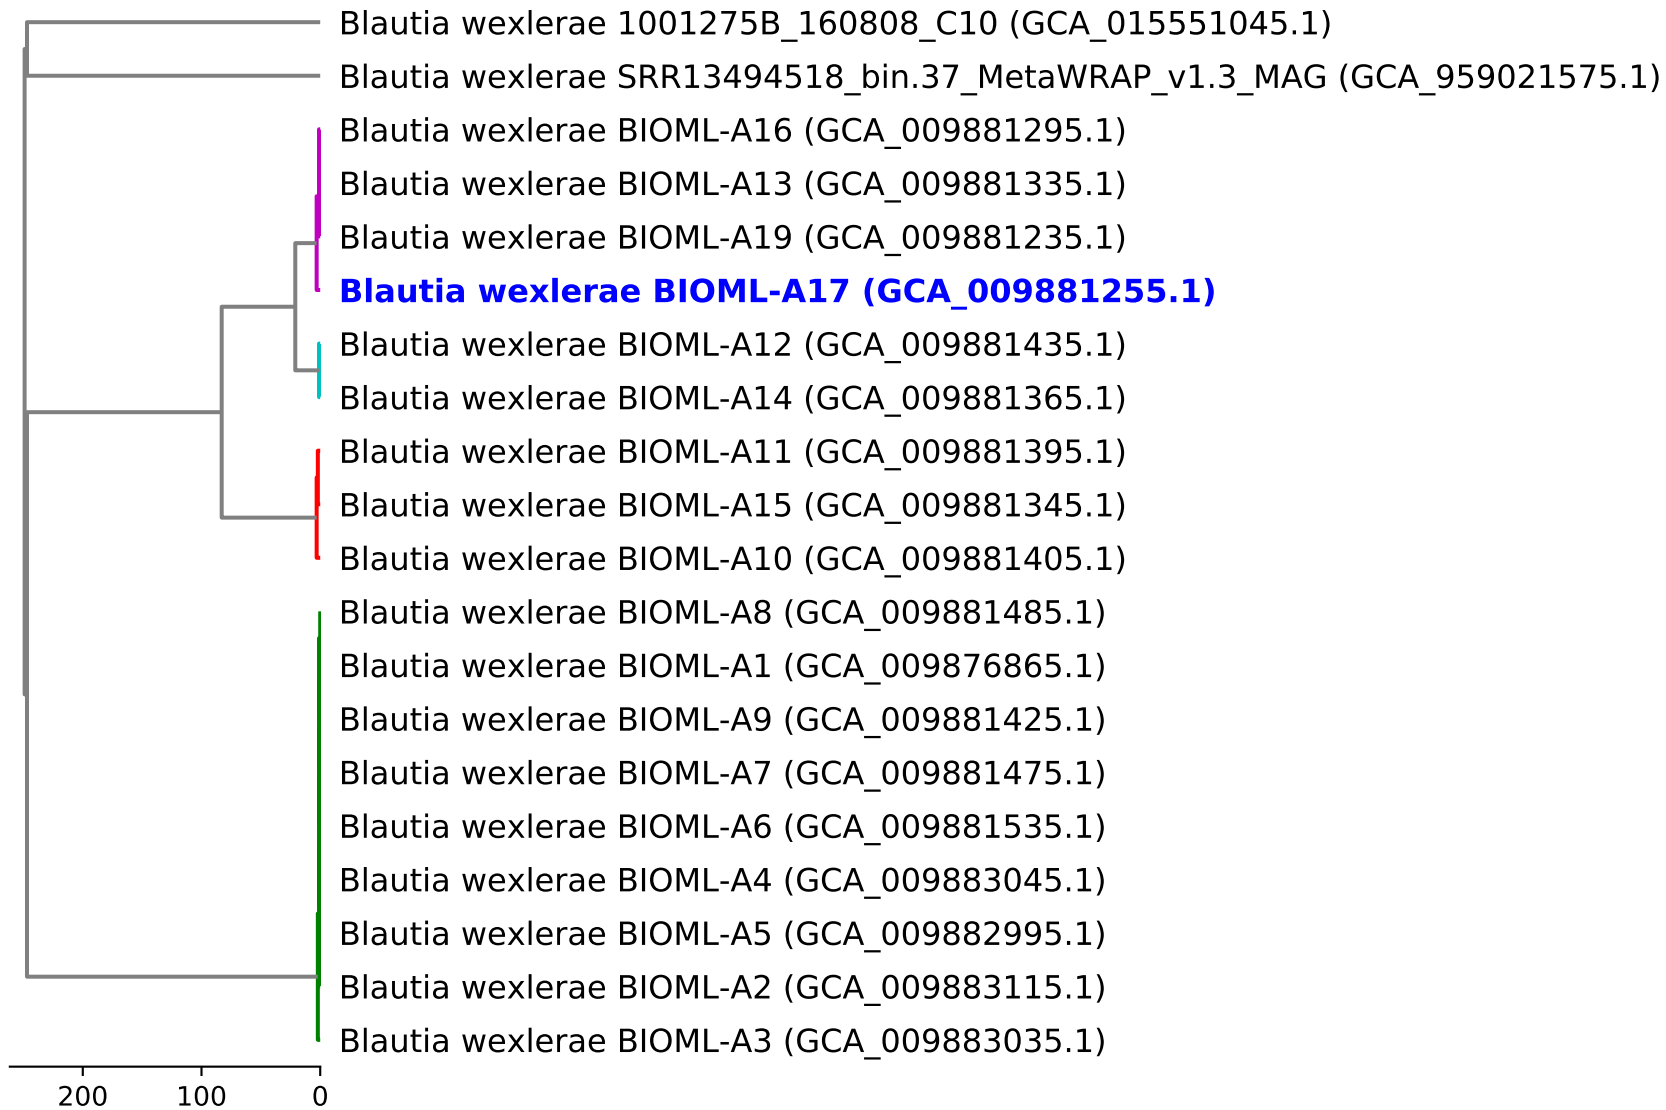 Blautia wexlerae 1001275B_160808_C10 (GCA_015551045.1)
Blautia wexlerae SRR13494518_bin.37_MetaWRAP_v1.3_MAG (GCA_959021575.1)
Blautia wexlerae BIOML-A16 (GCA_009881295.1)
Blautia wexlerae BIOML-A13 (GCA_009881335.1)
Blautia wexlerae BIOML-A19 (GCA_009881235.1)
Blautia wexlerae BIOML-A17 (GCA_009881255.1)
Blautia wexlerae BIOML-A12 (GCA_009881435.1)
Blautia wexlerae BIOML-A14 (GCA_009881365.1)
Blautia wexlerae BIOML-A11 (GCA_009881395.1)
Blautia wexlerae BIOML-A15 (GCA_009881345.1)
Blautia wexlerae BIOML-A10 (GCA_009881405.1)
Blautia wexlerae BIOML-A8 (GCA_009881485.1)
Blautia wexlerae BIOML-A1 (GCA_009876865.1)
Blautia wexlerae BIOML-A9 (GCA_009881425.1)
Blautia wexlerae BIOML-A7 (GCA_009881475.1)
Blautia wexlerae BIOML-A6 (GCA_009881535.1)
Blautia wexlerae BIOML-A4 (GCA_009883045.1)
Blautia wexlerae BIOML-A5 (GCA_009882995.1)
Blautia wexlerae BIOML-A2 (GCA_009883115.1)
Blautia wexlerae BIOML-A3 (GCA_009883035.1)
200 100 0